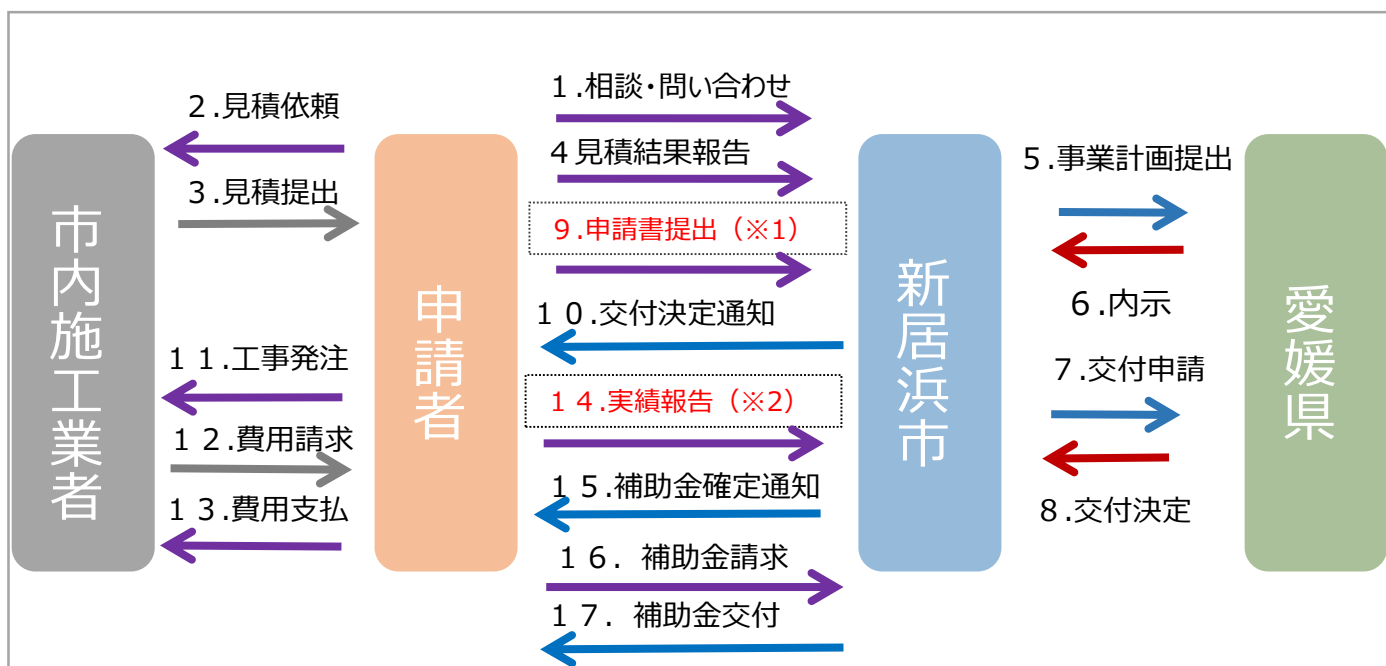 １.相談・問い合わせ
２.見積依頼
４見積結果報告
５.事業計画提出
３.見積提出
９.申請書提出（※1）
市内施工業者
申請者
新居浜市
愛媛県
６.内示
１０.交付決定通知
１１.工事発注
７.交付申請
１４.実績報告（※2）
１２.費用請求
１５.補助金確定通知
１３.費用支払
８.交付決定
１６．補助金請求
１７．補助金交付